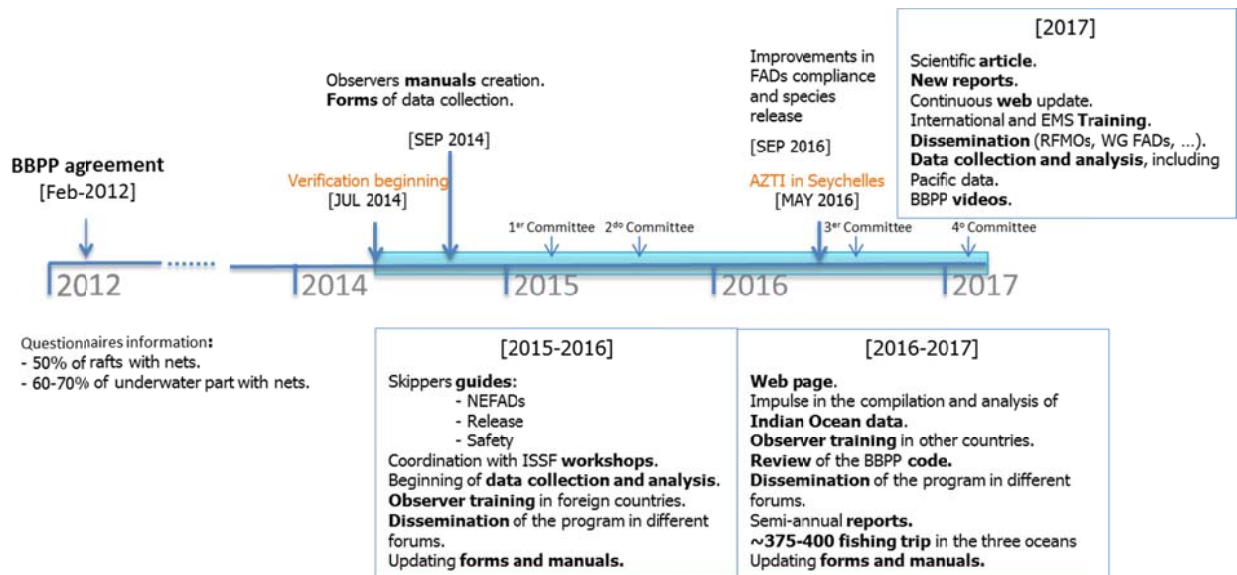 BBPP agreement
[Feb-2012]
Observers manuals creation.
Forms of data collection.
[SEP 2014]
Verification beginning
[JUL 2014]
Improvements in
FADs compliance
and species
release
[SEP 2016]
AZTI in Seychelles
[MAY 2016]
[2017]
Scientific article.
New reports.
Continuous web update.
International and EMS Training.
Dissemination (RFMOs, WG FADs, ...).
Data collection and analysis, including
Pacific data.
BBPP videos.
1er Committee
2do Committee
3er Committee
4o Committee
2012
2014
2015
2016
2017
Questionnaires information:
- 50% of rafts with nets.
- 60-70% of underwater part with nets.
[2015-2016]
Skippers guides:
- NEFADs
- Release
- Safety
Coordination with ISSF workshops.
Beginning of data collection and analysis.
Observer training in foreign countries.
Dissemination of the program in different
forums.
Updating forms and manuals.
[2016-2017]
Web page.
Impulse in the compilation and analysis of
Indian Ocean data.
Observer training in other countries.
Review of the BBPP code.
Dissemination of the program in different
forums.
Semi-annual reports.
~375-400 fishing trip in the three oceans
Updating forms and manuals.